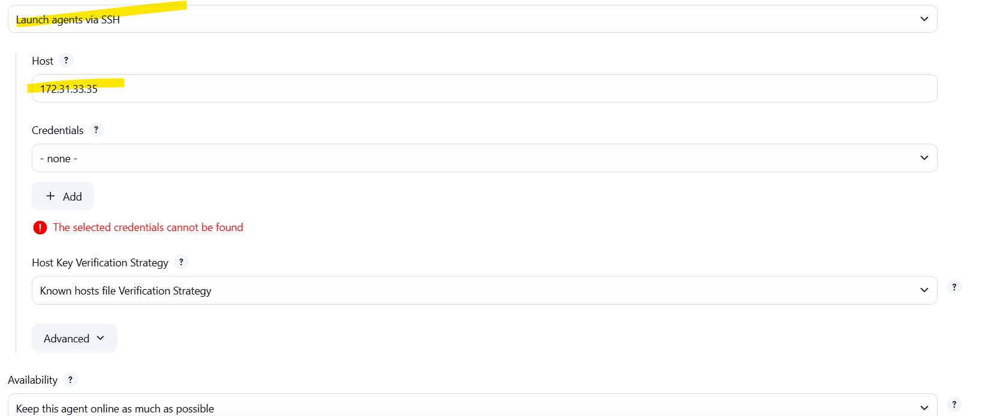 Launch agents via SSH
Host ?
172.31.33.35
Credentials ?
- none -
+ Add
! The selected credentials cannot be found
Host Key Verification Strategy ?
Known hosts file Verification Strategy
?
Advanced
Availability ?
Keep this agent online as much as possible
?